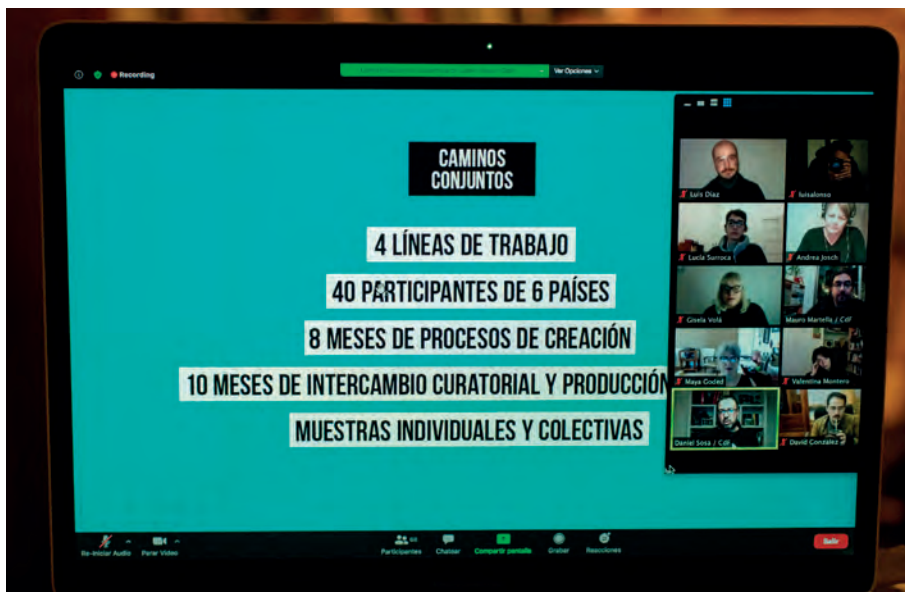 Recording
Ver Opciones
CAMINOS
CONJUNTOS
4 LÍNEAS DE TRABAJO
40 PARTICIPANTES DE 6 PAÍSES
8 MESES DE PROCESOS DE CREACIÓN
10 MESES DE INTERCAMBIO CURATORIAL Y PRODUCCIÓN
MUESTRAS INDIVIDUALES Y COLECTIVAS
Luis Díaz
luisalonso
Lucía Surroca
Andrea Josch
Gisela Volá
Mauro Martella / CdF
Maya Goded
Valentina Montero
Daniel Sosa / CdF
David González
Re-iniciar Audio
Parar Video
Participantes
Chatear
Compartir pantalla
Grabar
Reacciones
Salir